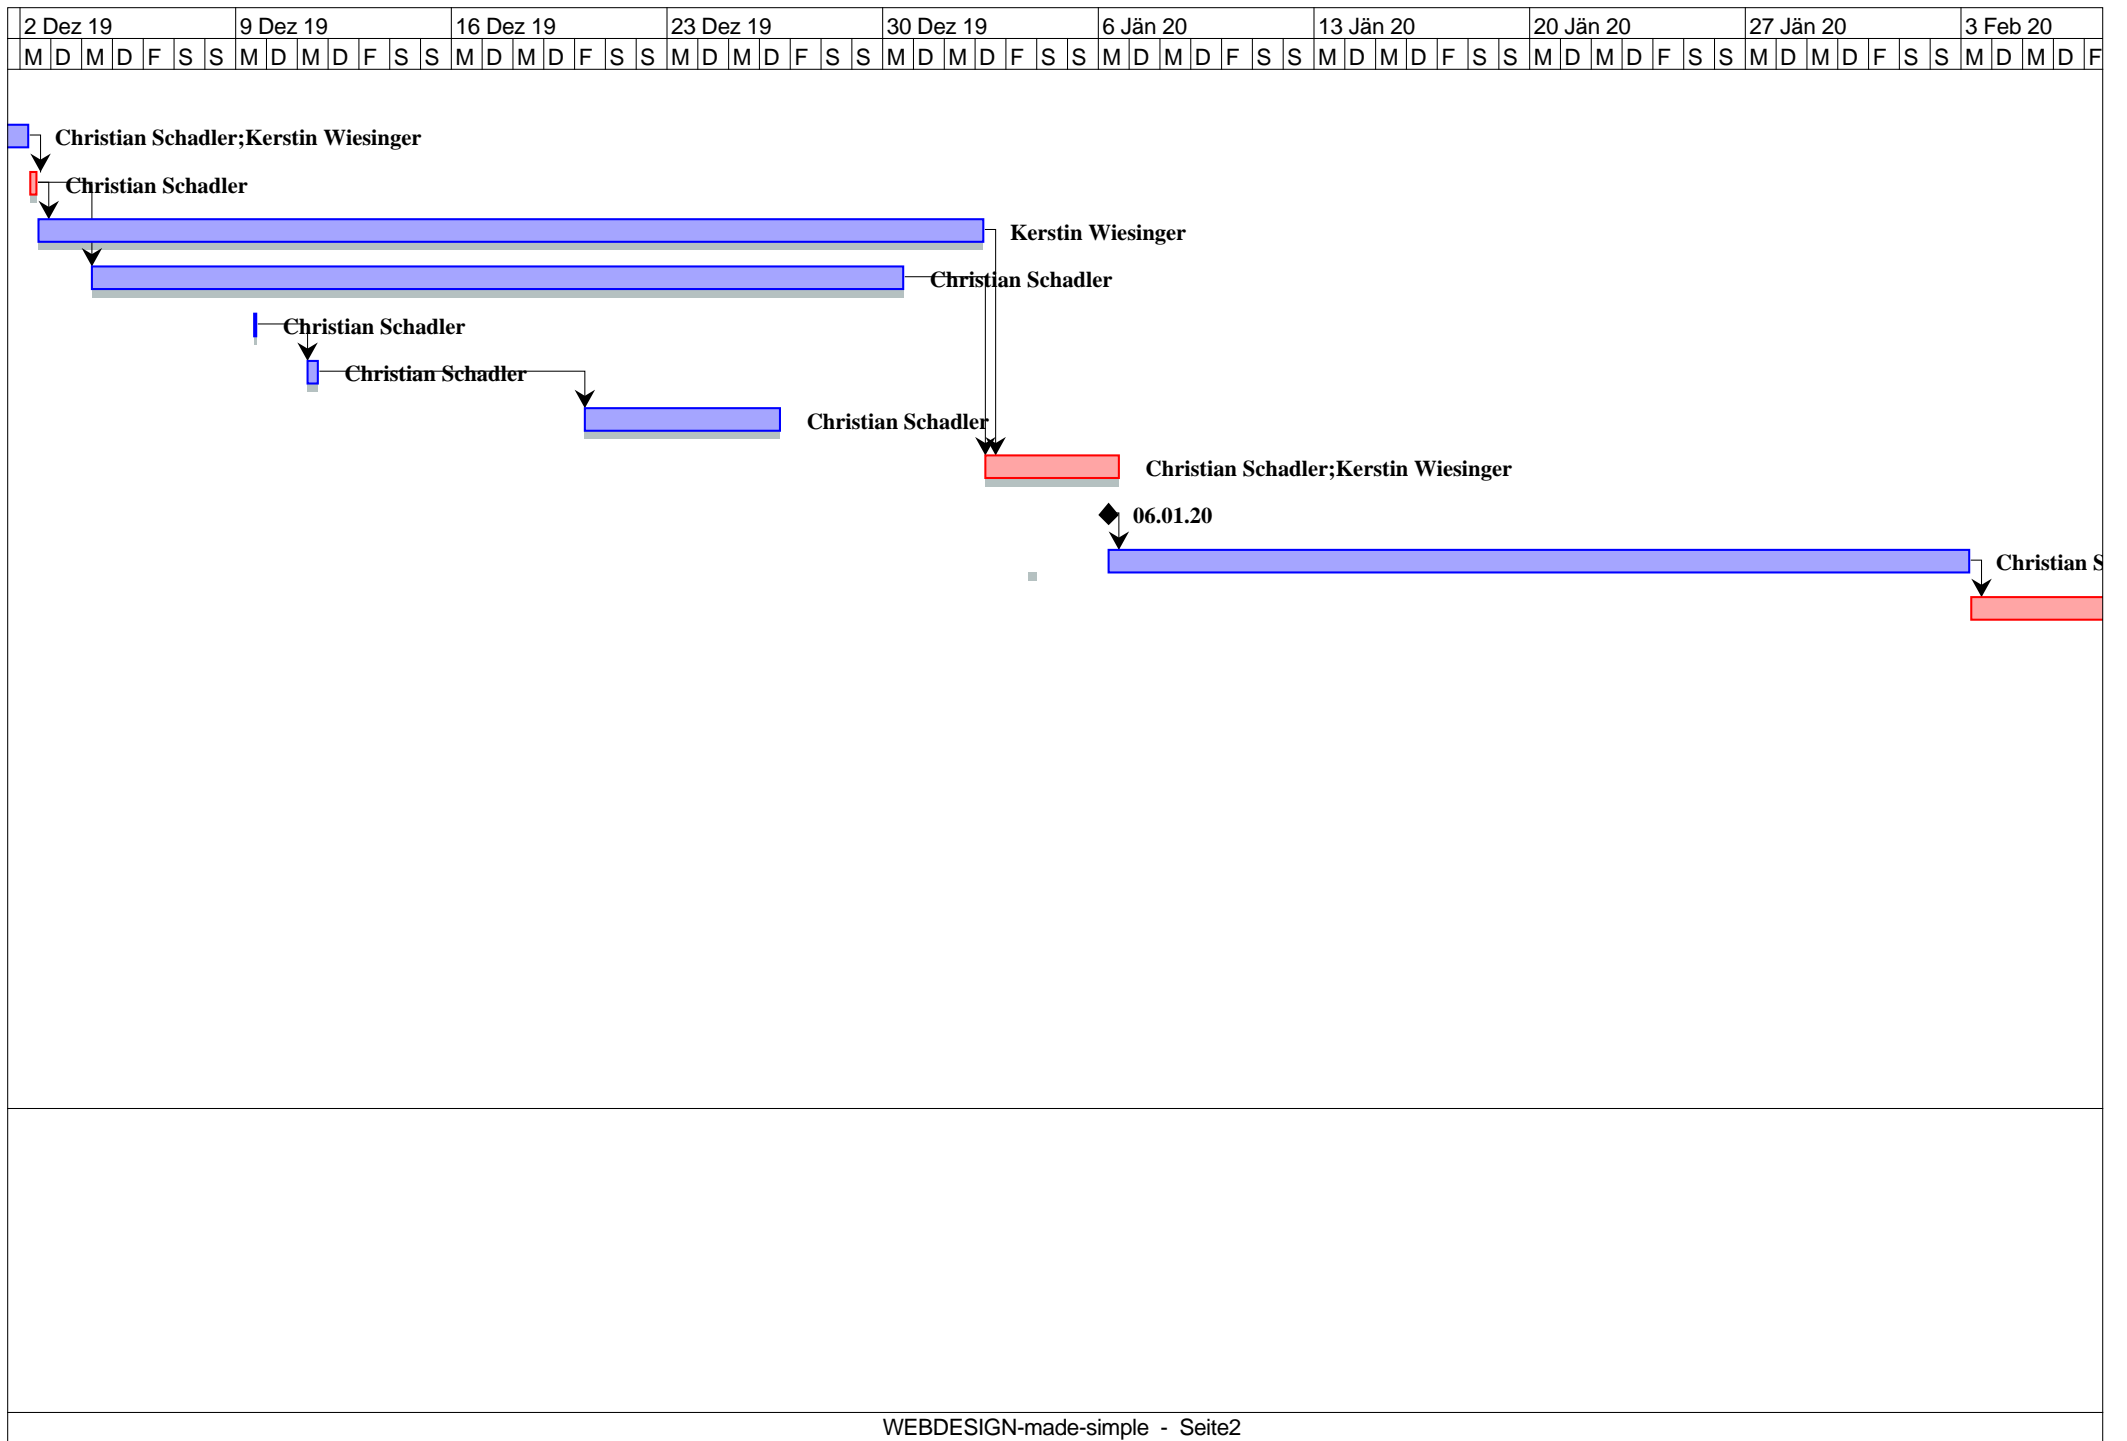 2 Dez 19 9 Dez 19 16 Dez 19 23 Dez 19 30 Dez 19 6 Jän 20 13 Jän 20 20 Jän 20 27 Jän 20 3 Feb 20
M D M D F S S M D M D F S S M D M D F S S M D M D F S S M D M D F S S M D M D F S S M D M D F S S M D M D F S S M D M D F S S M D M D F
Christian Schadler;Kerstin Wiesinger
Christian Schadler
Kerstin Wiesinger
Christian Schadler
Christian Schadler
Christian Schadler
Christian Schadler
Christian Schadler;Kerstin Wiesinger
06.01.20
Christian S
WEBDESIGN-made-simple - Seite2